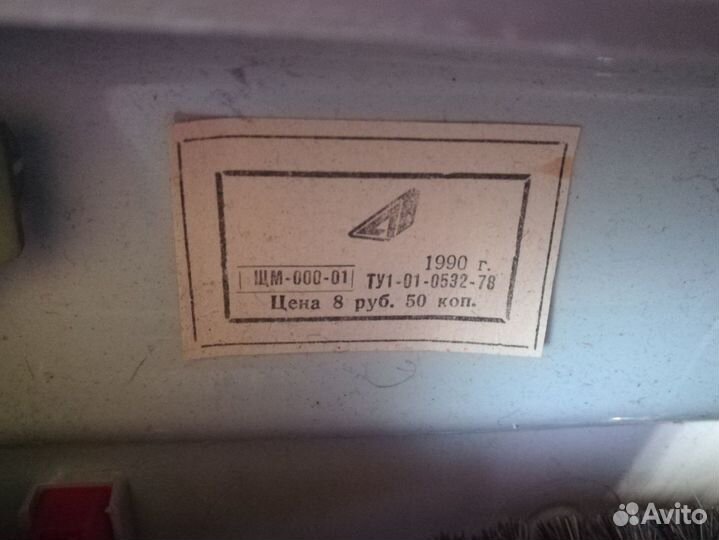 1990 г.
ЩМ-000-01 ТУ1-01-0532-78
Цена 8 руб. 50 коп.
Avito